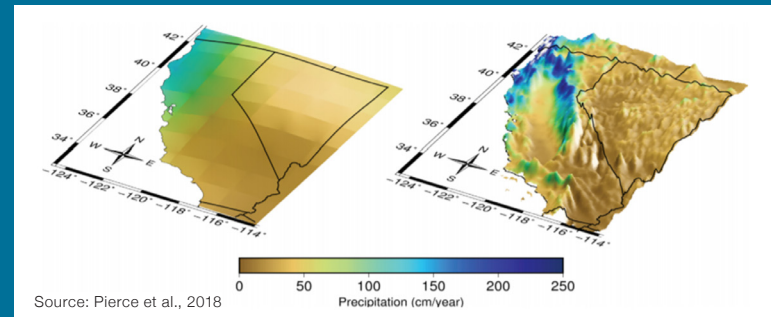 42°
40°
38°
36°
34°
N
W
E
S
−124°
−122°
−120°
−118°
−116°
−114°
42°
40°
38°
36°
34°
N
W
E
S
−124°
−122°
−120°
−118°
−116°
−114°
0 50 100 150 200 250
Precipitation (cm/year)
Source: Pierce et al., 2018